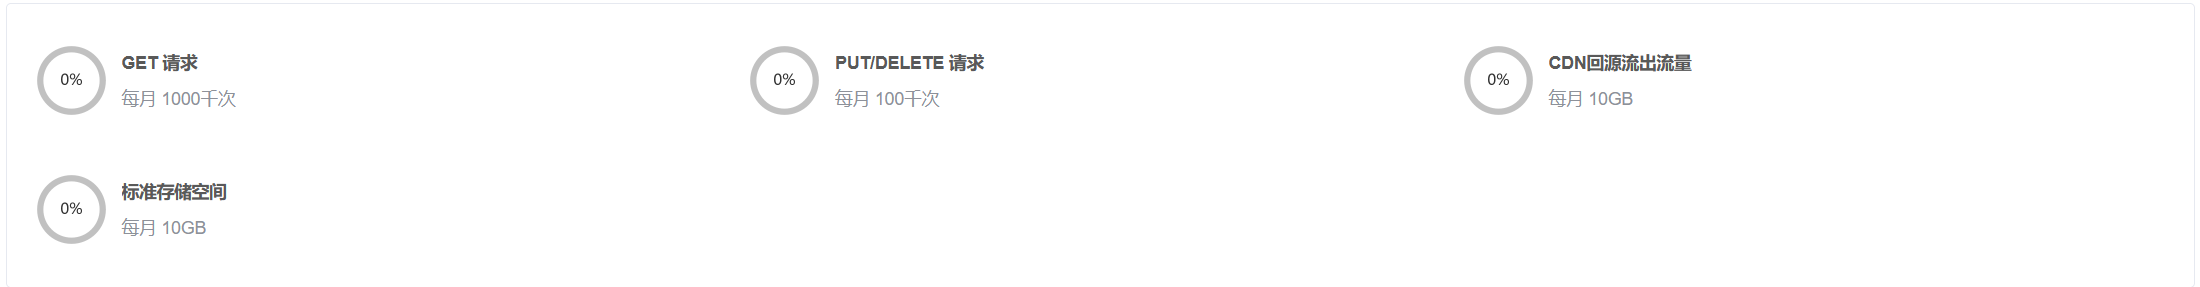 0%
GET 请求
每月 1000千次
0%
PUT/DELETE 请求
每月 100千次
0%
CDN回源流出流量
每月 10GB
0%
标准存储空间
每月 10GB